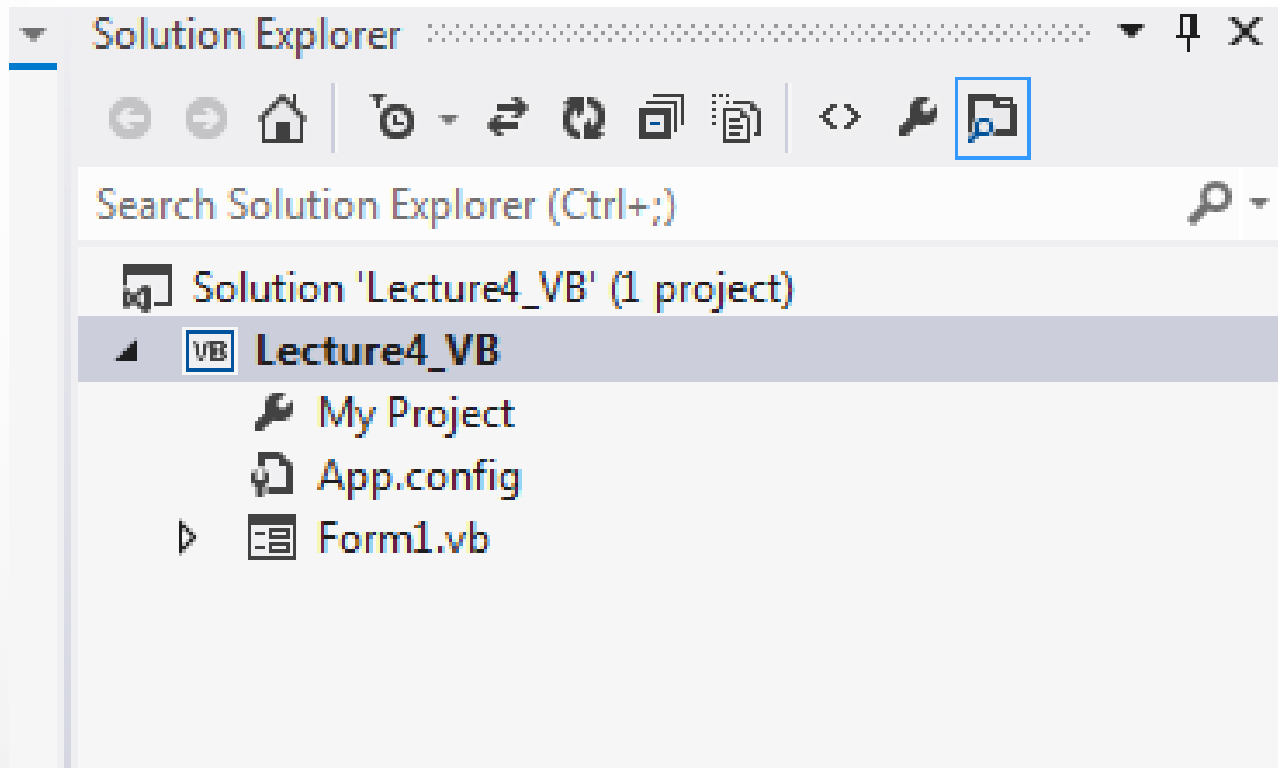 Solution Explorer
Search Solution Explorer (Ctrl+;)
Solution 'Lecture4_VB' (1 project)
VB Lecture4_VB
My Project
App.config
Form1.vb